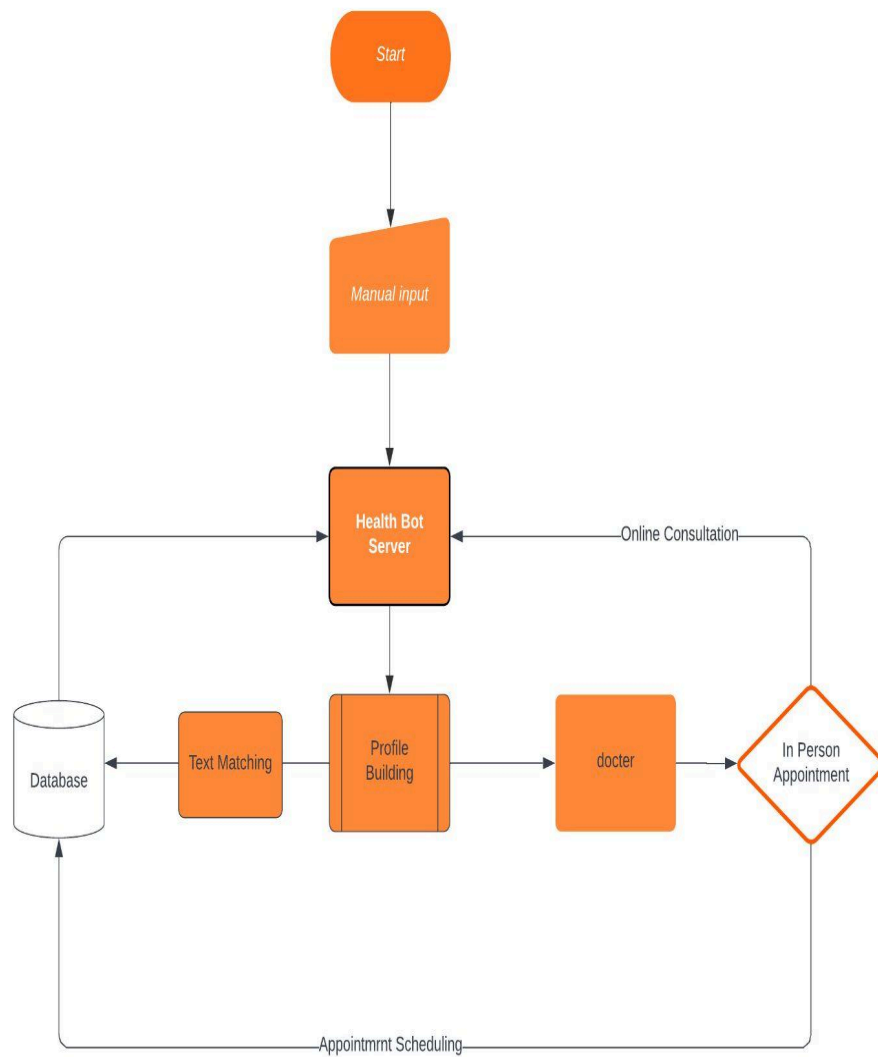 Start
Manual input
Health Bot
Server
Online Consultation
Database
Text Matching
Profile
Building
docter
In Person
Appointment
Appointmrnt Scheduling